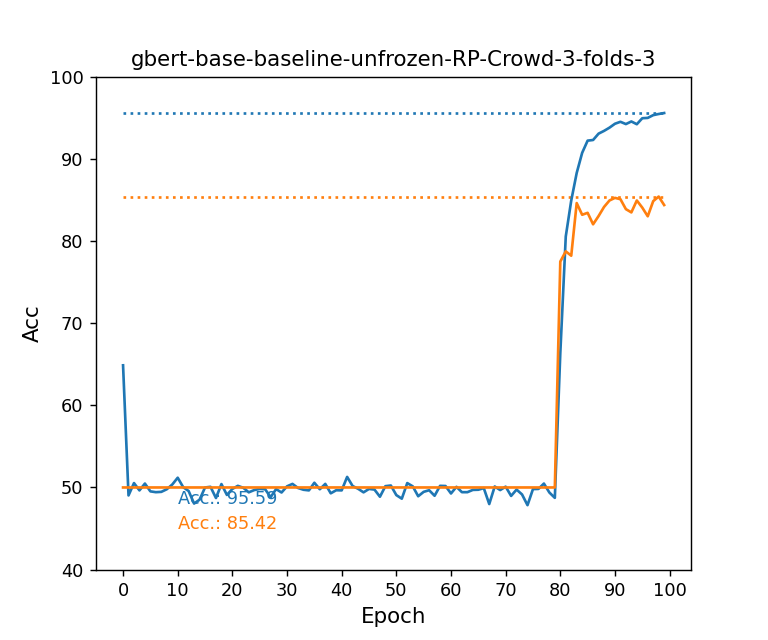 gbert-base-baseline-unfrozen-RP-Crowd-3-folds-3
100
90
80
70
60
50
40
Acc
Acc.: 95.59
Acc.: 85.42
0 10 20 30 40 50 60 70 80 90 100
Epoch